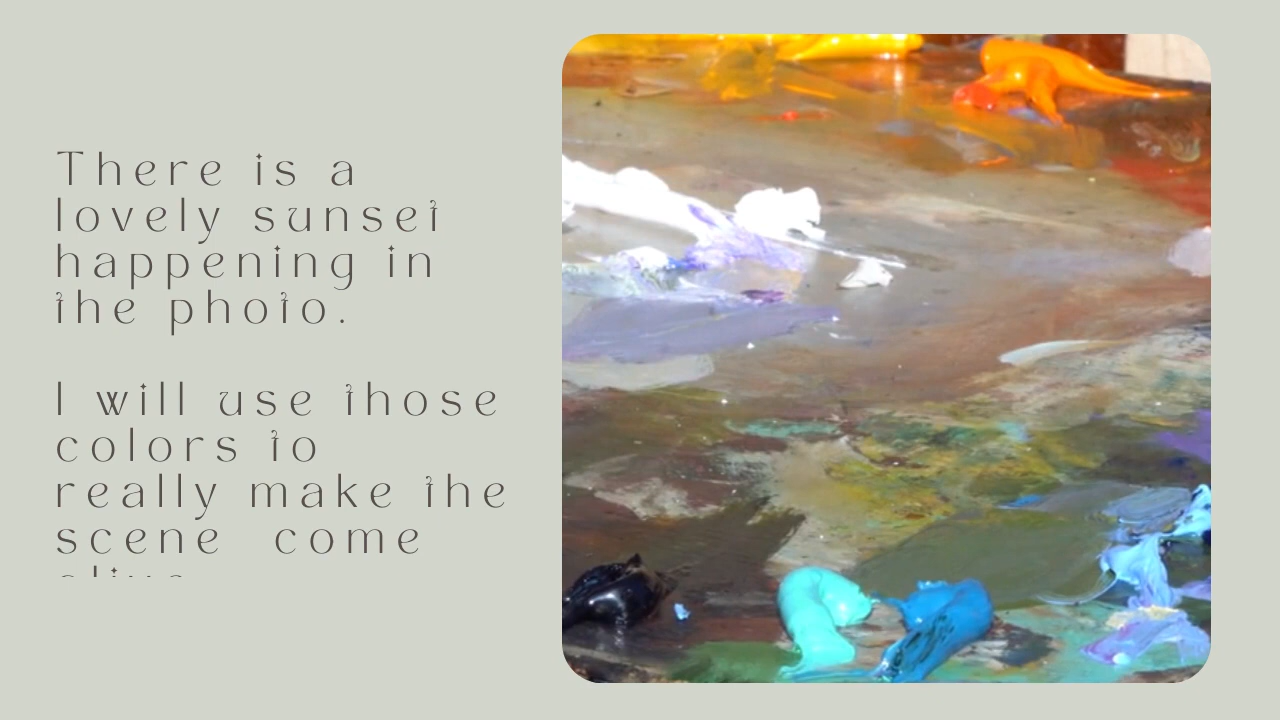 There is a
lovely sunset
happening in
the photo.
I will use those
colors to
really make the
scene come